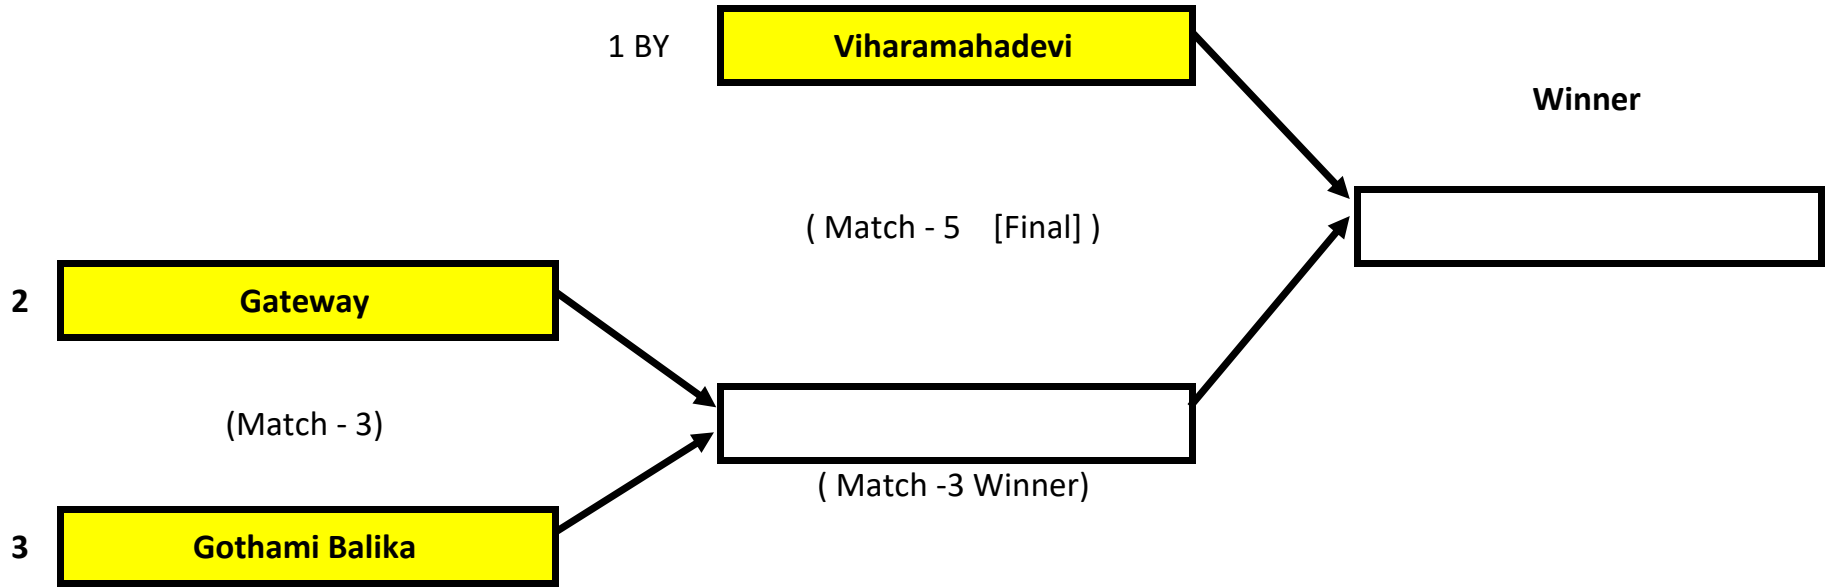 1 BY Viharamahadevi
Winner
( Match - 5 [Final] )
2 Gateway
(Match - 3)
( Match -3 Winner)
3 Gothami Balika